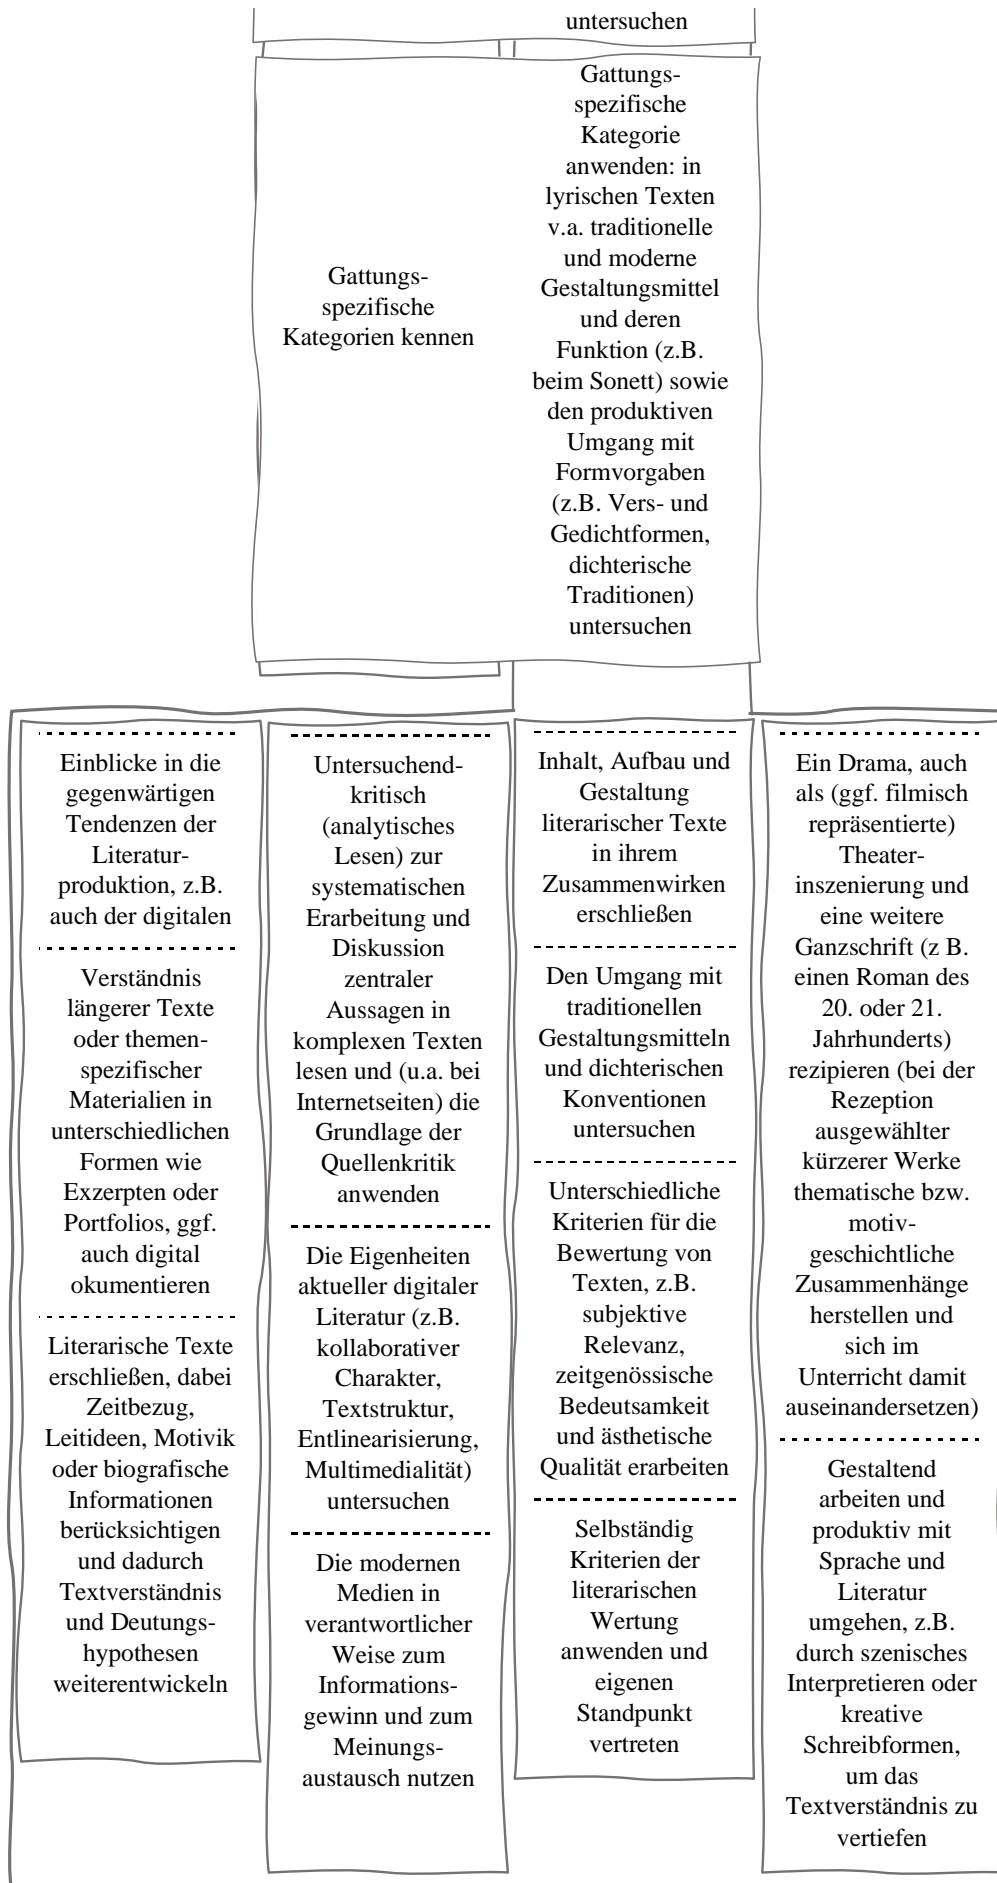 untersuchen
Gattungs-
spezifische
Kategorien kennen
Gattungs-
spezifische
Kategorie
anwenden: in
lyrischen Texten
v.a. traditionelle
und moderne
Gestaltungsmittel
und deren
Funktion (z.B.
beim Sonett) sowie
den produktiven
Umgang mit
Formvorgaben
(z.B. Vers- und
Gedichtformen,
dichterische
Traditionen)
untersuchen
Einblicke in die
gegenwärtigen
Tendenzen der
Literatur-
produktion, z.B.
auch der digitalen
Verständnis
längerer Texte
oder themen-
spezifischer
Materialien in
unterschiedlichen
Formen wie
Exzerpten oder
Portfolios, ggf.
auch digital
okumentieren
Literarische Texte
erschließen, dabei
Zeitbezug,
Leitideen, Motivik
oder biografische
Informationen
berücksichtigen
und dadurch
Textverständnis
und Deutungs-
hypothesen
weiterentwickeln
Untersuchend-
kritisch
(analytisches
Lesen) zur
systematischen
Erarbeitung und
Diskussion
zentraler
Aussagen in
komplexen Texten
lesen und (u.a. bei
Internetseiten) die
Grundlage der
Quellenkritik
anwenden
Die Eigenheiten
aktueller digitaler
Literatur (z.B.
kollaborativer
Charakter,
Textstruktur,
Entlinearisierung,
Multimedialität)
untersuchen
Die modernen
Medien in
verantwortlicher
Weise zum
Informations-
gewinn und zum
Meinungs-
austausch nutzen
Inhalt, Aufbau und
Gestaltung
literarischer Texte
in ihrem
Zusammenwirken
erschließen
Den Umgang mit
traditionellen
Gestaltungsmitteln
und dichterischen
Konventionen
untersuchen
Unterschiedliche
Kriterien für die
Bewertung von
Texten, z.B.
subjektive
Relevanz,
zeitgenössische
Bedeutsamkeit
und ästhetische
Qualität erarbeiten
Selbständig
Kriterien der
literarischen
Wertung
anwenden und
eigenen
Standpunkt
vertreten
Ein Drama, auch
als (ggf. filmisch
repräsentierte)
Theater-
inszenierung und
eine weitere
Ganzschrift (z B.
einen Roman des
20. oder 21.
Jahrhunderts)
rezipieren (bei der
Rezeption
ausgewählter
kürzerer Werke
thematische bzw.
motiv-
geschichtliche
Zusammenhänge
herstellen und
sich im
Unterricht damit
auseinandersetzen)
Gestaltend
arbeiten und
produktiv mit
Sprache und
Literatur
umgehen, z.B.
durch szenisches
Interpretieren oder
kreative
Schreibformen,
um das
Textverständnis zu
vertiefen